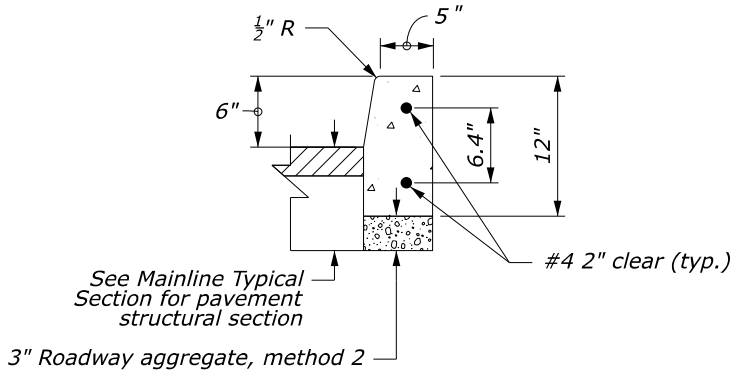 5"
½" R
6"
6.4"
12"
#4 2" clear (typ.)
See Mainline Typical
Section for pavement
structural section
3" Roadway aggregate, method 2